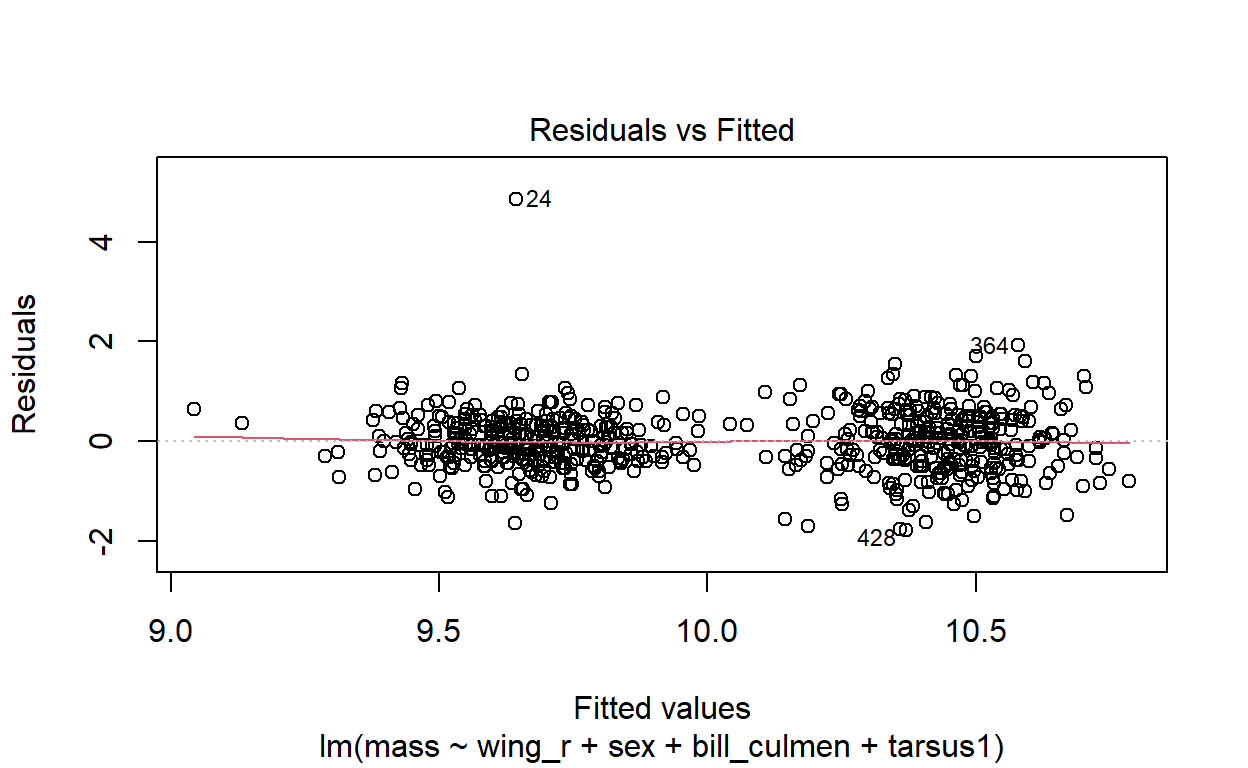 Residuals vs Fitted
24
364
428
Residuals
4
2
0
-2
9.0 9.5 10.0 10.5
Fitted values
lm(mass ~ wing_r + sex + bill_culmen + tarsus1)